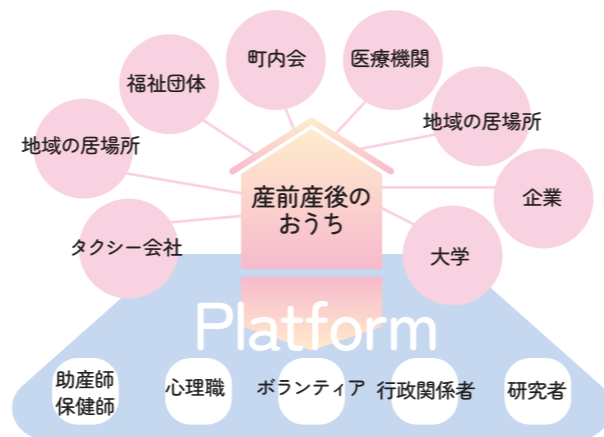 町内会
医療機関
福祉団体
地域の居場所
地域の居場所
企業
タクシー会社
大学
産前産後の
おうち
Platform
助産師
保健師
心理職
ボランティア
行政関係者
研究者